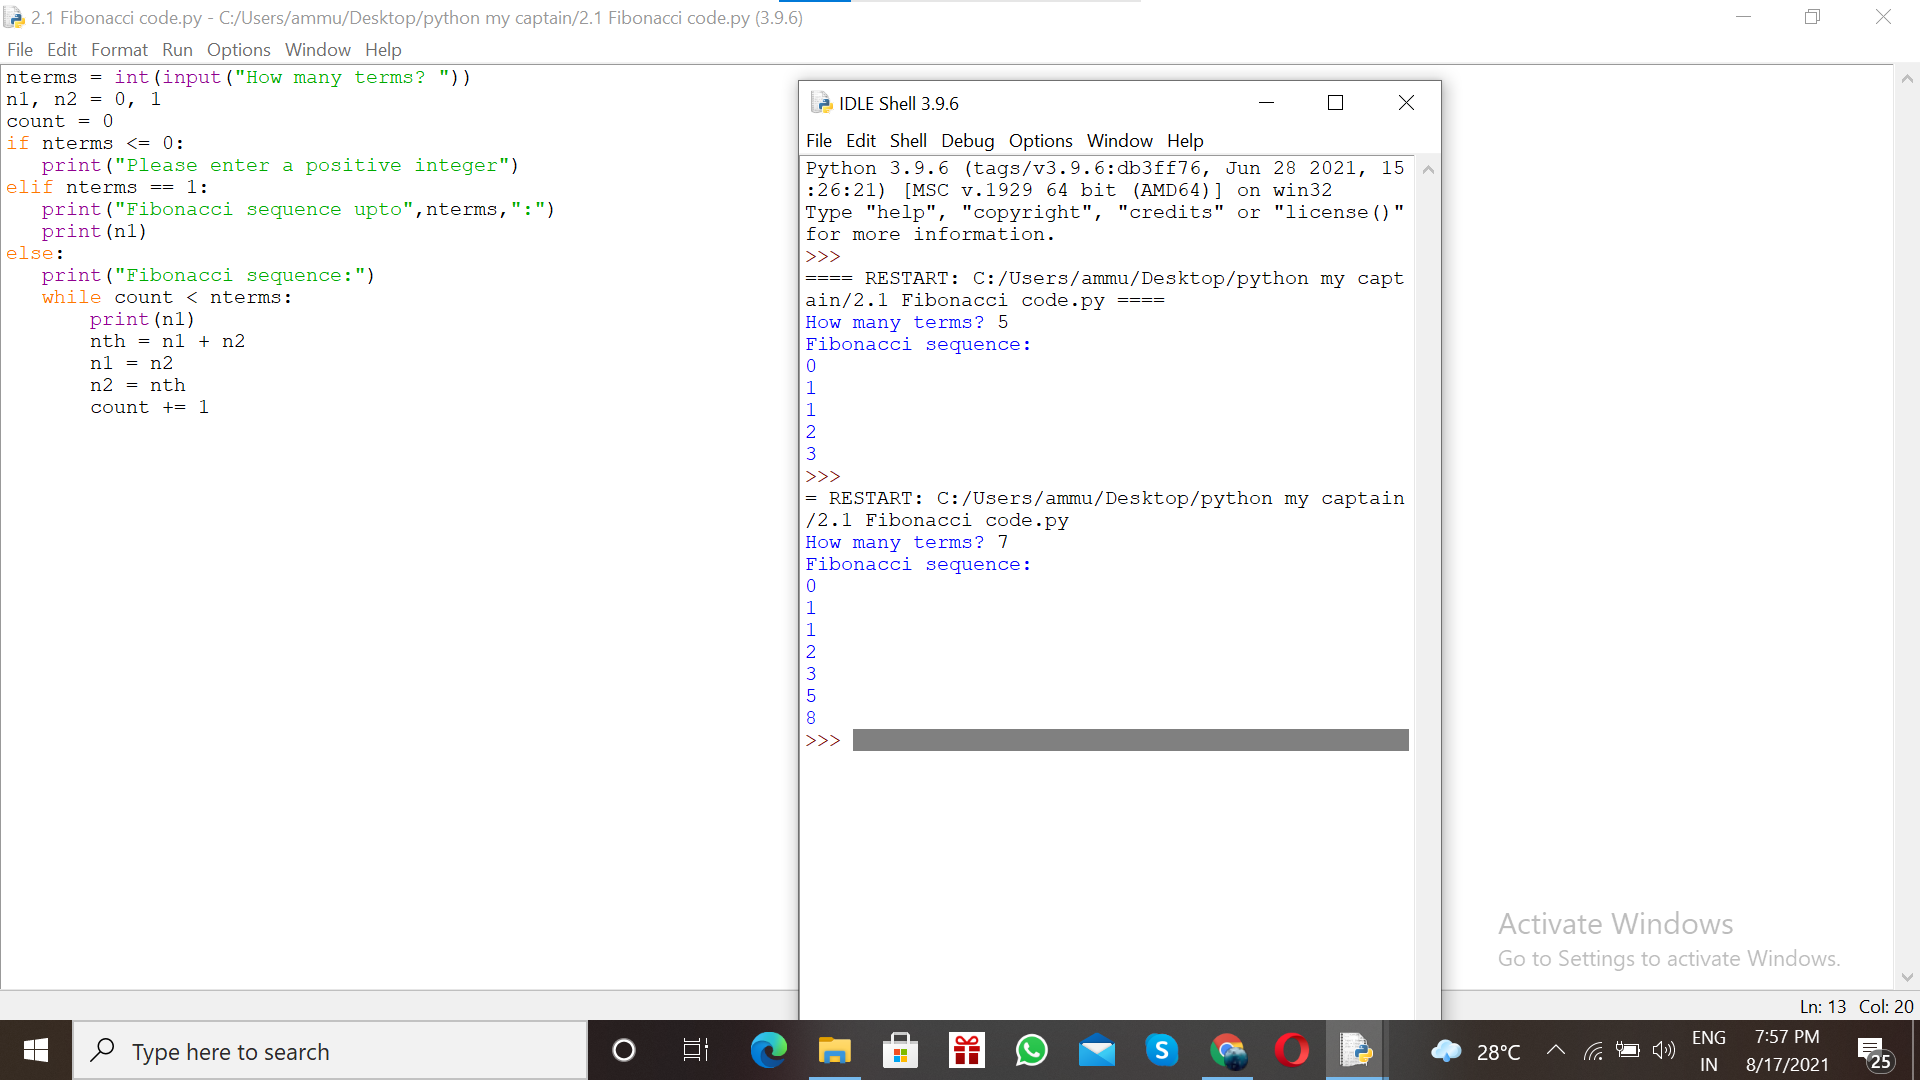 2.1 Fibonacci code.py - C:/Users/ammu/Desktop/python my captain/2.1 Fibonacci code.py (3.9.6)
File Edit Format Run Options Window Help
nterms = int(input("How many terms? "))
n1, n2 = 0, 1
count = 0
if nterms <= 0:
   print("Please enter a positive integer")
elif nterms == 1:
   print("Fibonacci sequence upto",nterms,":")
   print(n1)
else:
   print("Fibonacci sequence:")
   while count < nterms:
       print(n1)
       nth = n1 + n2
       n1 = n2
       n2 = nth
       count += 1
IDLE Shell 3.9.6
File Edit Shell Debug Options Window Help
Python 3.9.6 (tags/v3.9.6:db3ff76, Jun 28 2021, 15
:26:21) [MSC v.1929 64 bit (AMD64)] on win32
Type "help", "copyright", "credits" or "license()"
for more information.
>>>
==== RESTART: C:/Users/ammu/Desktop/python my capt
ain/2.1 Fibonacci code.py ====
How many terms? 5
Fibonacci sequence:
0
1
1
2
3
>>>
= RESTART: C:/Users/ammu/Desktop/python my captain
/2.1 Fibonacci code.py
How many terms? 7
Fibonacci sequence:
0
1
1
2
3
5
8
>>>
Activate Windows
Go to Settings to activate Windows.
Ln: 13 Col: 20
Type here to search
S
28°C
ENG
IN
7:57 PM
8/17/2021
25